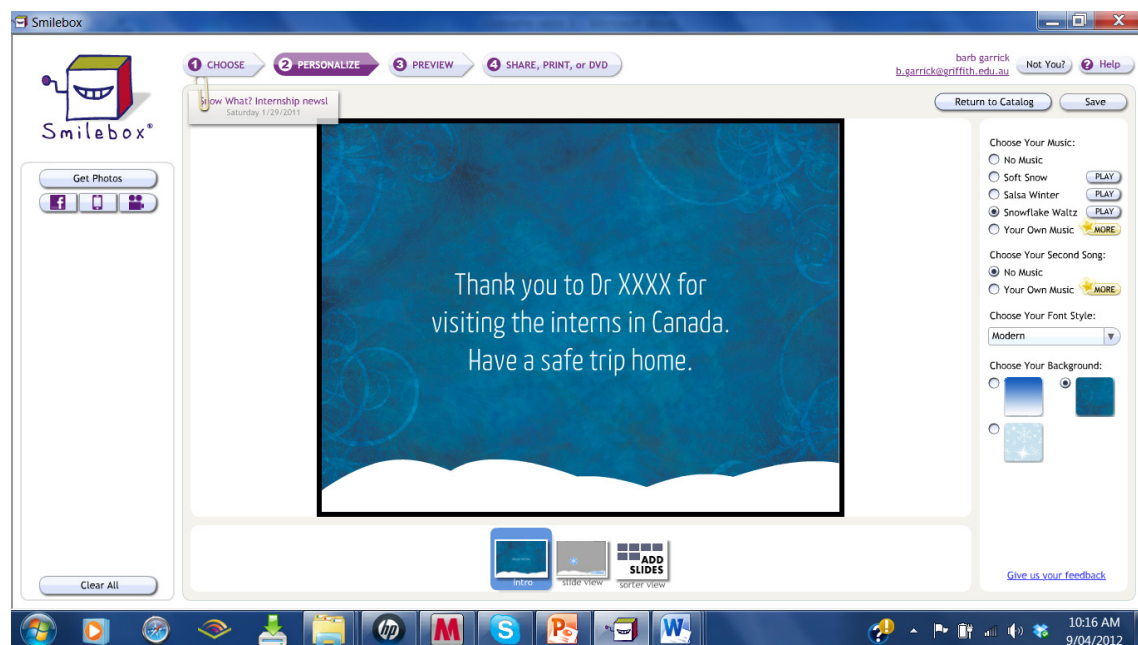 Smilebox
1 CHOOSE
2 PERSONALIZE
3 PREVIEW
4 SHARE, PRINT, or DVD
barb garrick
b.garrick@griffith.edu.au
Not You?
? Help
Smilebox
ow What? Internship newsl
Saturday 1/29/2011
Return to Catalog
Save
Get Photos
f
Thank you to Dr XXXX for
visiting the interns in Canada.
Have a safe trip home.
Choose Your Music:
No Music
Soft Snow PLAY
Salsa Winter PLAY
Snowflake Waltz PLAY
Your Own Music MORE
Choose Your Second Song:
No Music
Your Own Music MORE
Choose Your Font Style:
Modern
Choose Your Background:
intro
slide view
ADD
SLIDES
sorter view
Clear All
Give us your feedback
hp
M
S
P
W
10:16 AM
9/04/2012